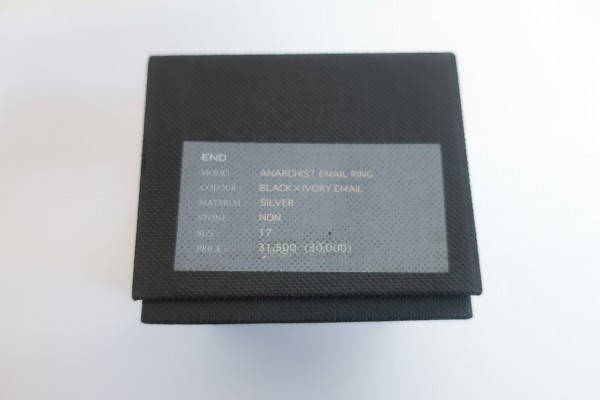 END
MODEL: ANARCHIST EMAIL RING
COLOUR: BLACK×IVORY EMAIL
MATERIAL: SILVER
STONE: NON
SIZE: 17
PRICE: 31,500 (30,000)